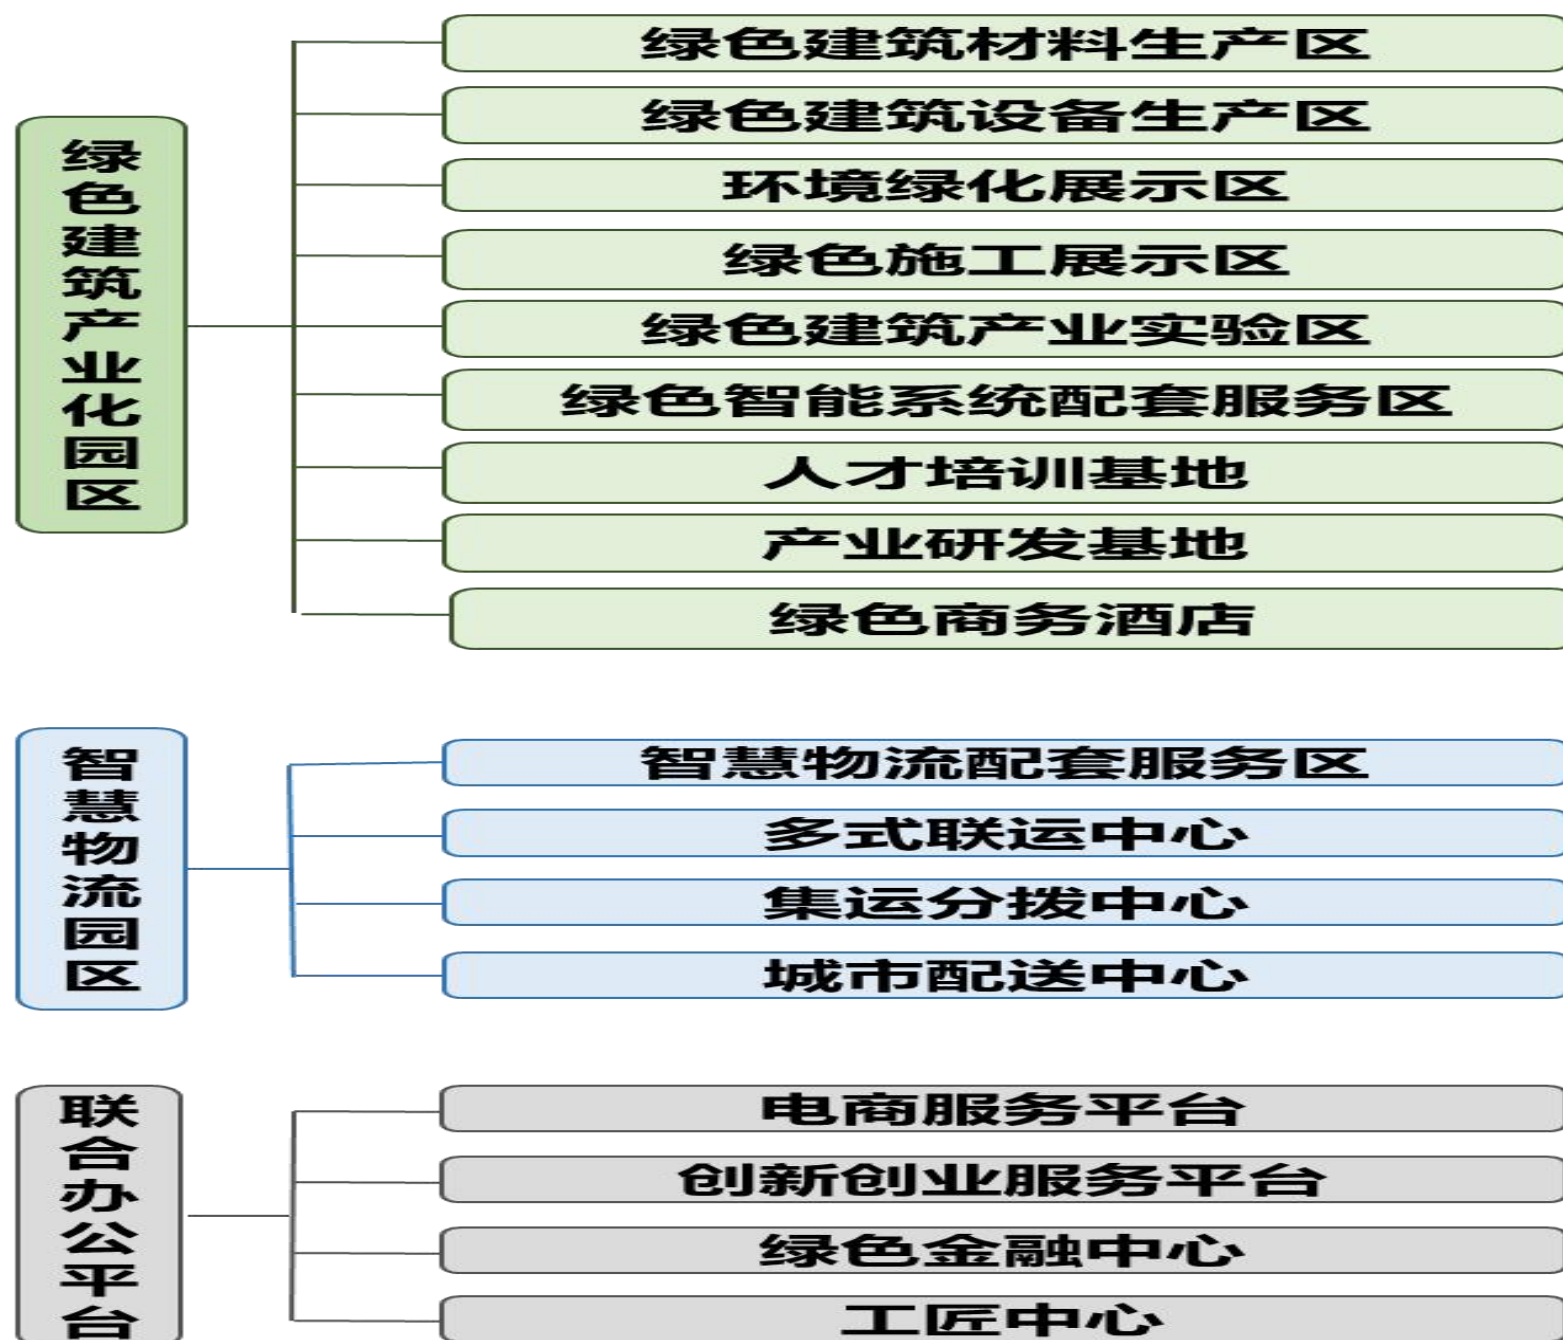 绿色建筑产业化园区
绿色建筑材料生产区
绿色建筑设备生产区
环境绿化展示区
绿色施工展示区
绿色建筑产业实验区
绿色智能系统配套服务区
人才培训基地
产业研发基地
绿色商务酒店
智慧物流园区
智慧物流配套服务区
多式联运中心
集运分拨中心
城市配送中心
联合办公平台
电商服务平台
创新创业服务平台
绿色金融中心
工匠中心